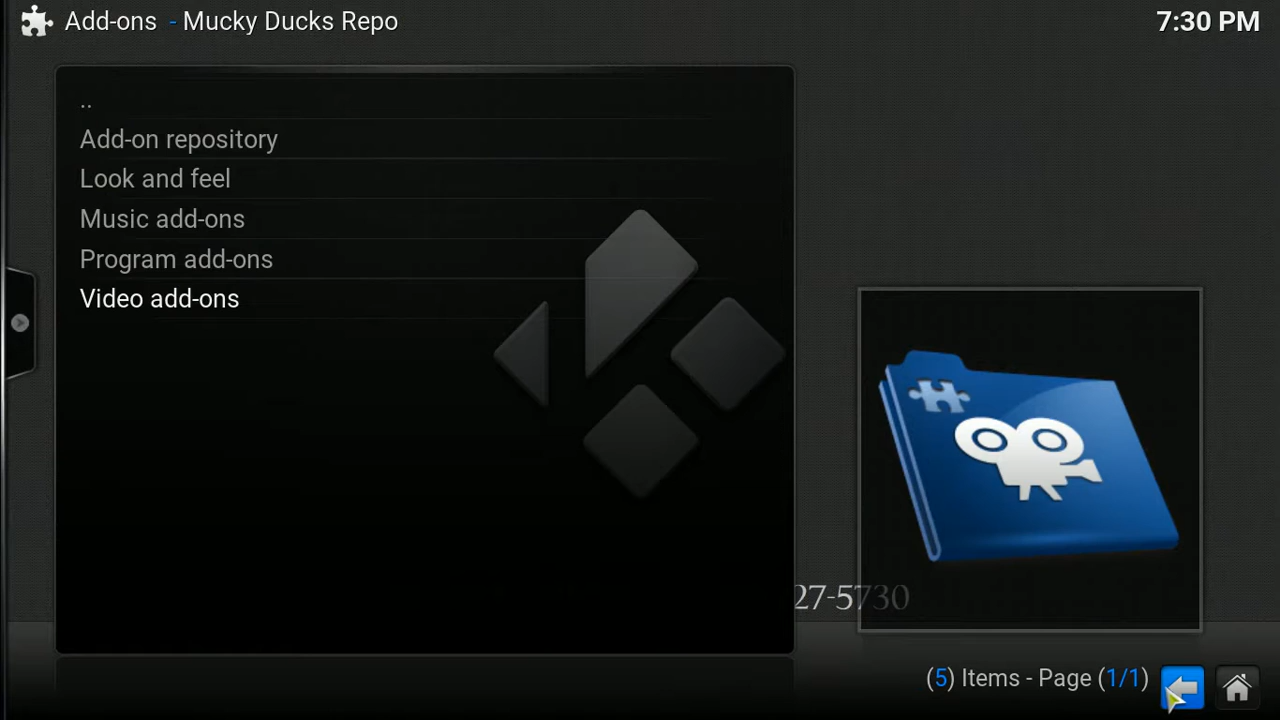 Add-ons - Mucky Ducks Repo
7:30 PM
..
Add-on repository
Look and feel
Music add-ons
Program add-ons
Video add-ons
27-5730
(5) Items - Page (1/1)